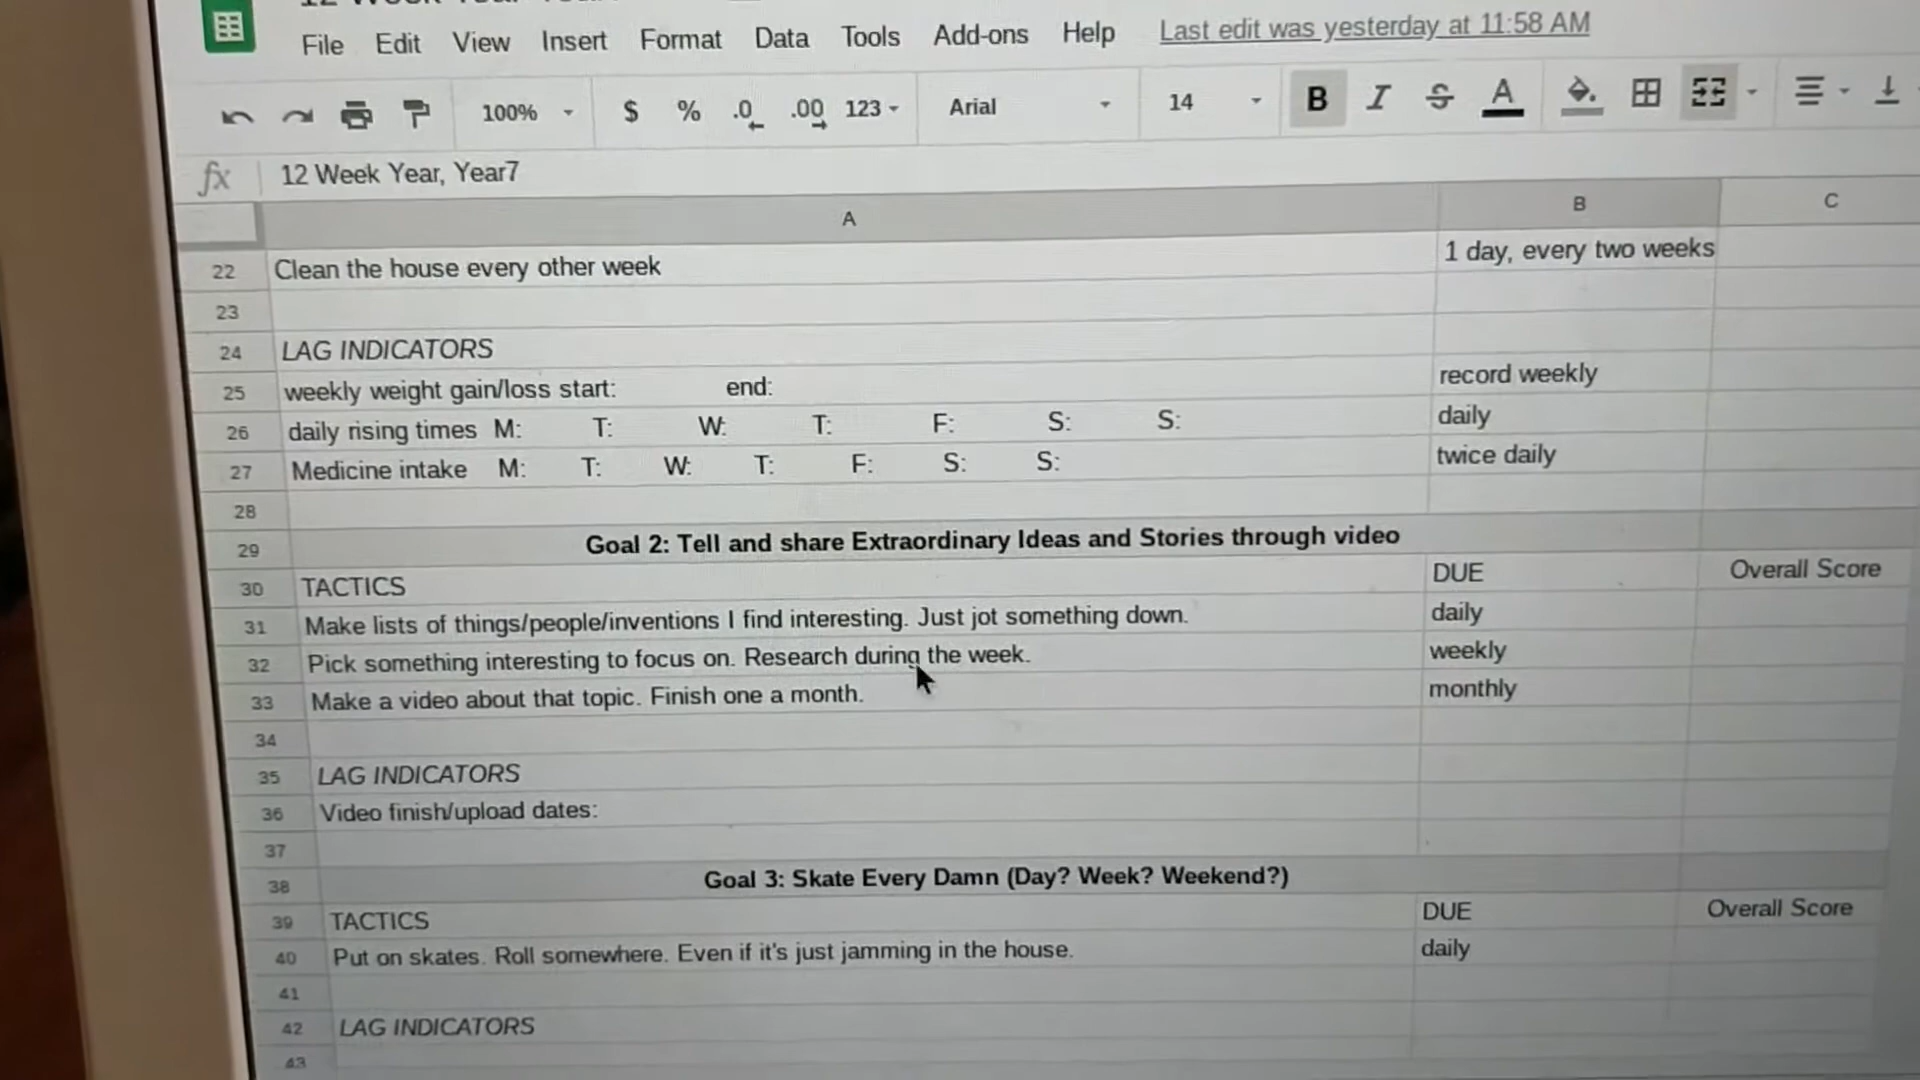 File Edit View Insert Format Data Tools Add-ons Help Last edit was yesterday at 11:58 AM
100% $ % .0 .00 123 Arial 14 B I S A
fx 12 Week Year, Year7
A B C
22 Clean the house every other week 1 day, every two weeks
23
24 LAG INDICATORS
25 weekly weight gain/loss start: end: record weekly
26 daily rising times M: T: W: T: F: S: S: daily
27 Medicine intake M: T: W: T: F: S: S: twice daily
28
29 Goal 2: Tell and share Extraordinary Ideas and Stories through video
30 TACTICS DUE Overall Score
31 Make lists of things/people/inventions I find interesting. Just jot something down. daily
32 Pick something interesting to focus on. Research during the week. weekly
33 Make a video about that topic. Finish one a month. monthly
34
35 LAG INDICATORS
36 Video finish/upload dates:
37
38 Goal 3: Skate Every Damn (Day? Week? Weekend?)
39 TACTICS DUE Overall Score
40 Put on skates. Roll somewhere. Even if it's just jamming in the house. daily
41
42 LAG INDICATORS
43